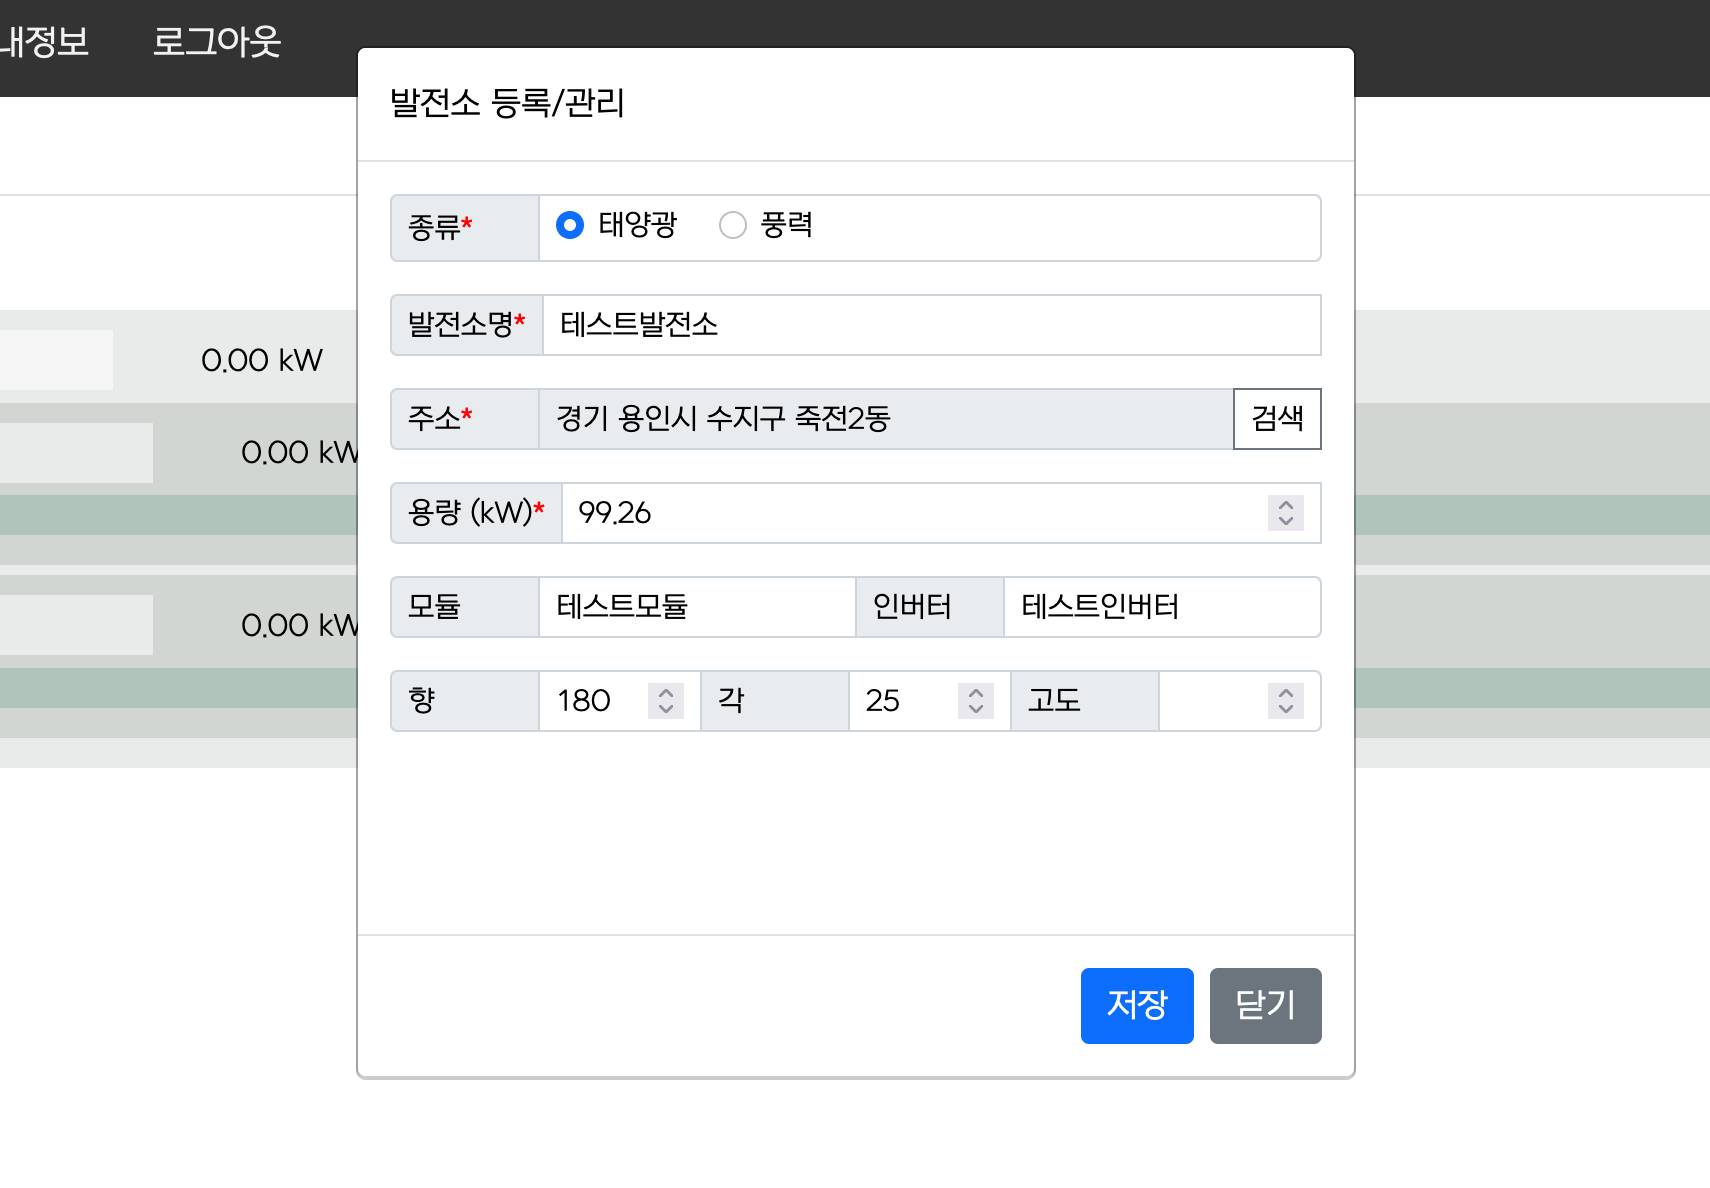 내정보 로그아웃
발전소 등록/관리
종류* 태양광 풍력
발전소명* 테스트발전소
0.00 kW
주소* 경기 용인시 수지구 죽전2동 검색
0.00 kW
용량 (kW)* 99.26
모듈 테스트모듈 인버터 테스트인버터
0.00 kW
향 180 각 25 고도
저장 닫기